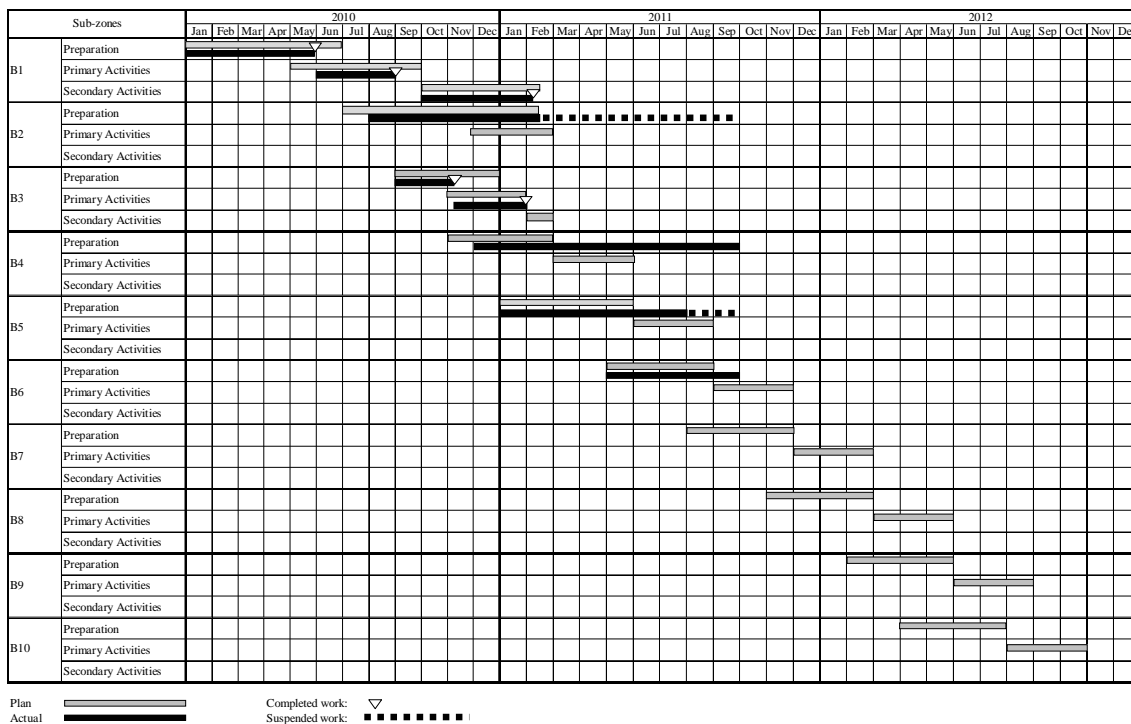 Sub-zones 2010 2011 2012
Jan Feb Mar Apr May Jun Jul Aug Sep Oct Nov Dec Jan Feb Mar Apr May Jun Jul Aug Sep Oct Nov Dec Jan Feb Mar Apr May Jun Jul Aug Sep Oct Nov De
Preparation
B1 Primary Activities
Secondary Activities
Preparation
B2 Primary Activities
Secondary Activities
Preparation
B3 Primary Activities
Secondary Activities
Preparation
B4 Primary Activities
Secondary Activities
Preparation
B5 Primary Activities
Secondary Activities
Preparation
B6 Primary Activities
Secondary Activities
Preparation
B7 Primary Activities
Secondary Activities
Preparation
B8 Primary Activities
Secondary Activities
Preparation
B9 Primary Activities
Secondary Activities
Preparation
B10 Primary Activities
Secondary Activities
Plan Completed work:
Actual Suspended work: